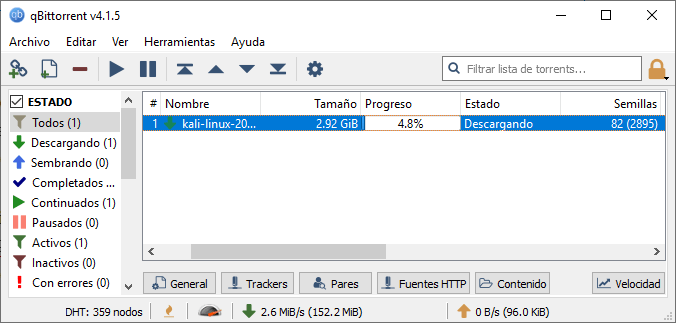 qBittorrent v4.1.5
Archivo Editar Ver Herramientas Ayuda
Filtrar lista de torrents...
ESTADO
Todos (1)
Descargando (1)
Sembrando (0)
Completados ...
Continuados (1)
Pausados (0)
Activos (1)
Inactivos (0)
Con errores (0)
# Nombre Tamaño Progreso Estado Semillas
1 kali-linux-20... 2.92 GiB 4.8% Descargando 82 (2895)
General Trackers Pares Fuentes HTTP Contenido Velocidad
DHT: 359 nodos 2.6 MiB/s (152.2 MiB) 0 B/s (96.0 KiB)